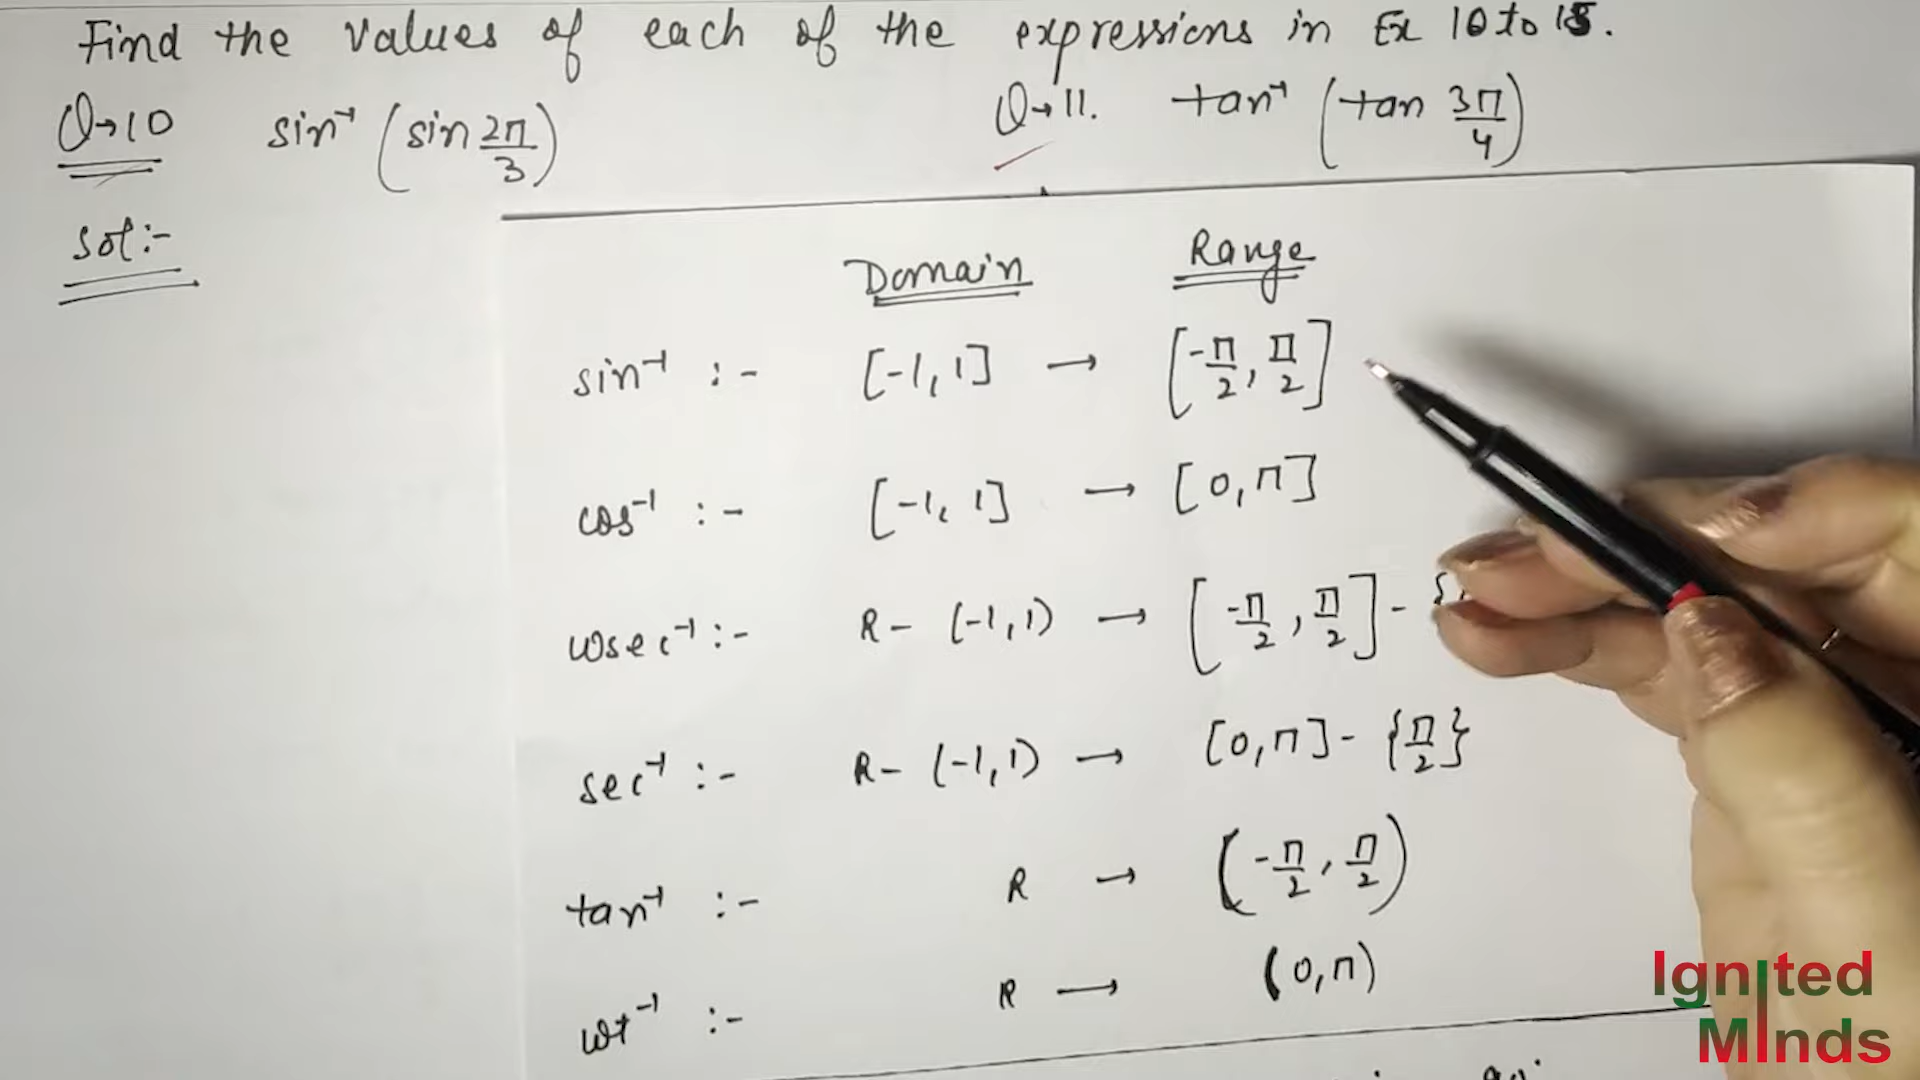 Find the values of each of the expressions in Ex 10 to 15.
Q→10 sin⁻¹ (sin 2π/3) Q→11. tan⁻¹ (tan 3π/4)
Sol:-
Domain Range
sin⁻¹ :- [-1, 1] → [-π/2, π/2]
cos⁻¹ :- [-1, 1] → [0, π]
cosec⁻¹ :- R - (-1, 1) → [-π/2, π/2] -
sec⁻¹ :- R - (-1, 1) → [0, π] - {π/2}
tan⁻¹ :- R → (-π/2, π/2)
cot⁻¹ :- R → (0, π)
Ignited
Minds